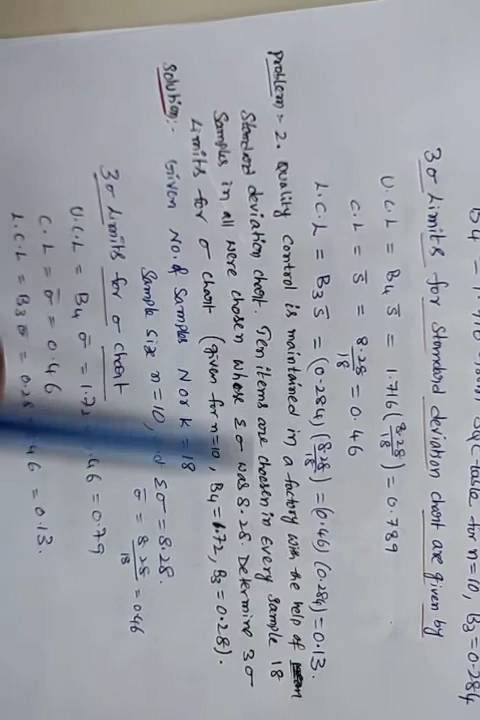 B4 = 1.716 from SQC table for n=10, B3=0.284
3σ Limits for Standard deviation chart are given by
U.C.L = B4 S̄ = 1.716 (8.28/18) = 0.789
C.L = S̄ = 8.28/18 = 0.46
L.C.L = B3 S̄ = (0.284) (8.28/18) = (0.46) (0.284) = 0.13.
Problem - 2. Quality Control is maintained in a factory with the help of
Standard deviation chart. Ten items are choosen in every sample 18
Samples in all were chosen whose Σσ was 8.28. Determine 3σ
Limits for σ chart (given for n=10, B4=1.72, B3=0.28).
Solution:- Given No. of Samples N or K = 18
Sample size n=10, Σσ = 8.28.
σ̄ = 8.28/18 = 0.46
3σ Limits for σ chart
U.C.L = B4 σ̄ = 1.72 0.46 = 0.79
C.L = σ̄ = 0.46
L.C.L = B3 σ̄ = 0.28 0.46 = 0.13.